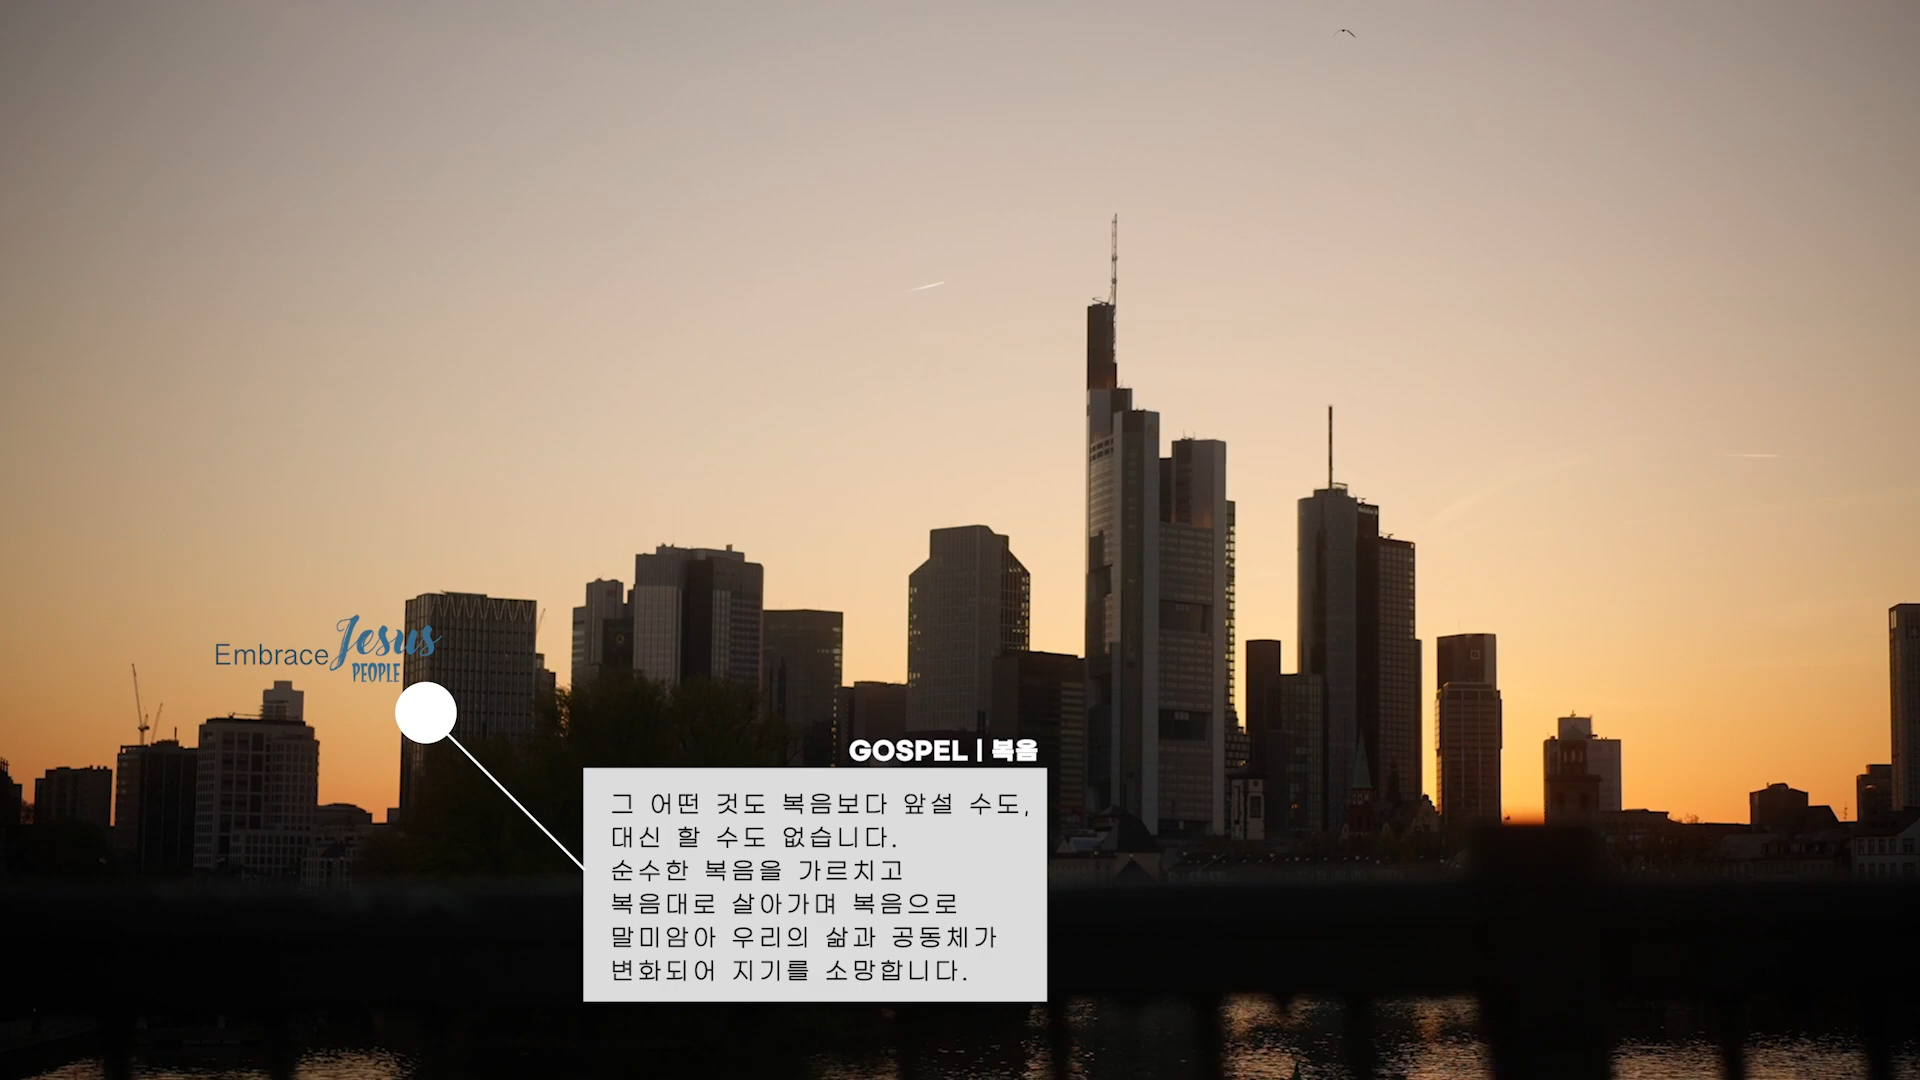 Embrace Jesus
PEOPLE
GOSPEL | 복음
그 어떤 것도 복음보다 앞설 수도,
대신 할 수도 없습니다.
순수한 복음을 가르치고
복음대로 살아가며 복음으로
말미암아 우리의 삶과 공동체가
변화되어 지기를 소망합니다.